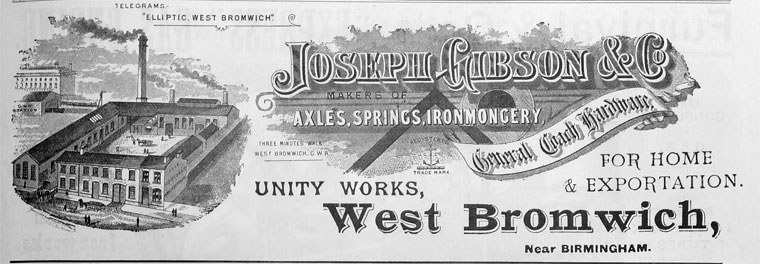 TELEGRAMS:-
"ELLIPTIC, WEST BROMWICH"
JOSEPH GIBSON & Co
MAKERS OF
AXLES, SPRINGS, IRONMONGERY,
General Coach Hardware,
REGISTERED
TRADE MARK
THREE MINUTES WALK
WEST BROMWICH, G.W.R.
FOR HOME
& EXPORTATION.
UNITY WORKS,
West Bromwich,
Near BIRMINGHAM.